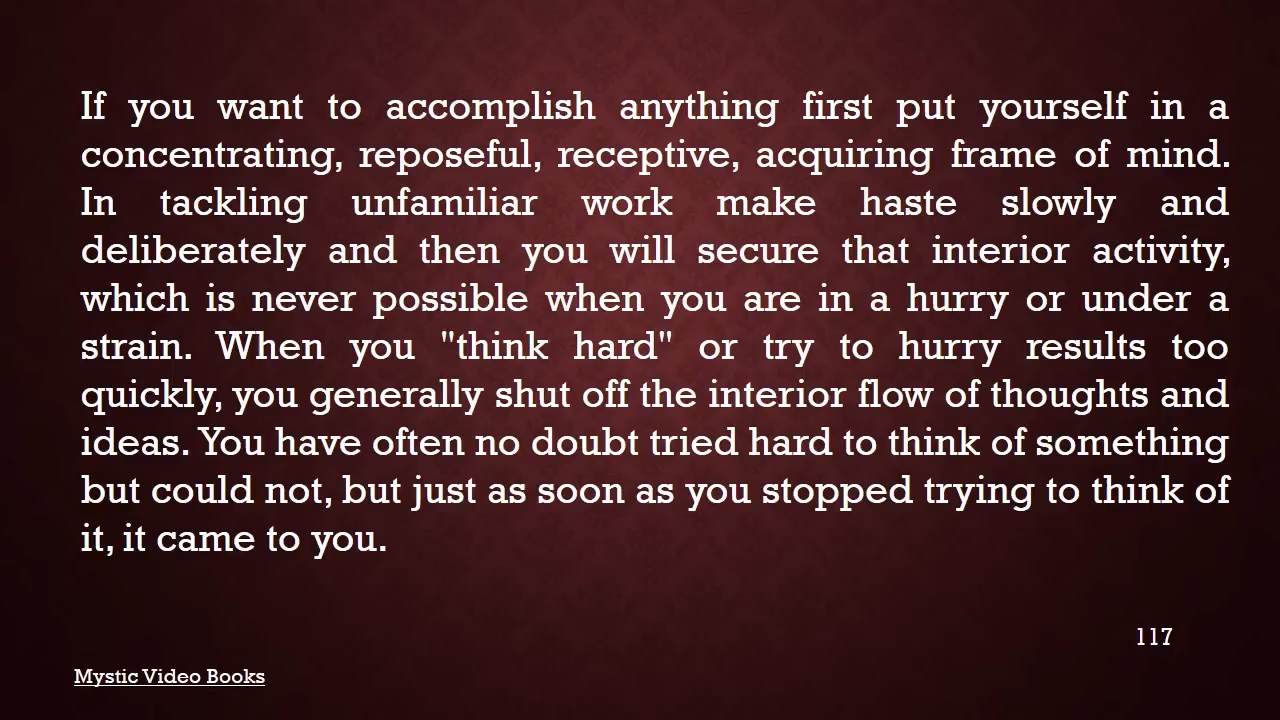 If you want to accomplish anything first put yourself in a
concentrating, reposeful, receptive, acquiring frame of mind.
In tackling unfamiliar work make haste slowly and
deliberately and then you will secure that interior activity,
which is never possible when you are in a hurry or under a
strain. When you "think hard" or try to hurry results too
quickly, you generally shut off the interior flow of thoughts and
ideas. You have often no doubt tried hard to think of something
but could not, but just as soon as you stopped trying to think of
it, it came to you.
117
Mystic Video Books